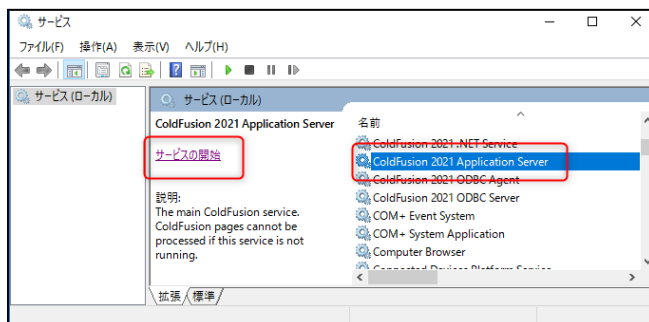 サービス
ファイル(F) 操作(A) 表示(V) ヘルプ(H)
サービス (ローカル)
サービス (ローカル)
ColdFusion 2021 Application Server
サービスの開始
説明:
The main ColdFusion service.
ColdFusion pages cannot be
processed if this service is not
running.
名前
ColdFusion 2021 .NET Service
ColdFusion 2021 Application Server
ColdFusion 2021 ODBC Agent
ColdFusion 2021 ODBC Server
COM+ Event System
COM+ System Application
Computer Browser
Connected Devices Platform Service
拡張 標準